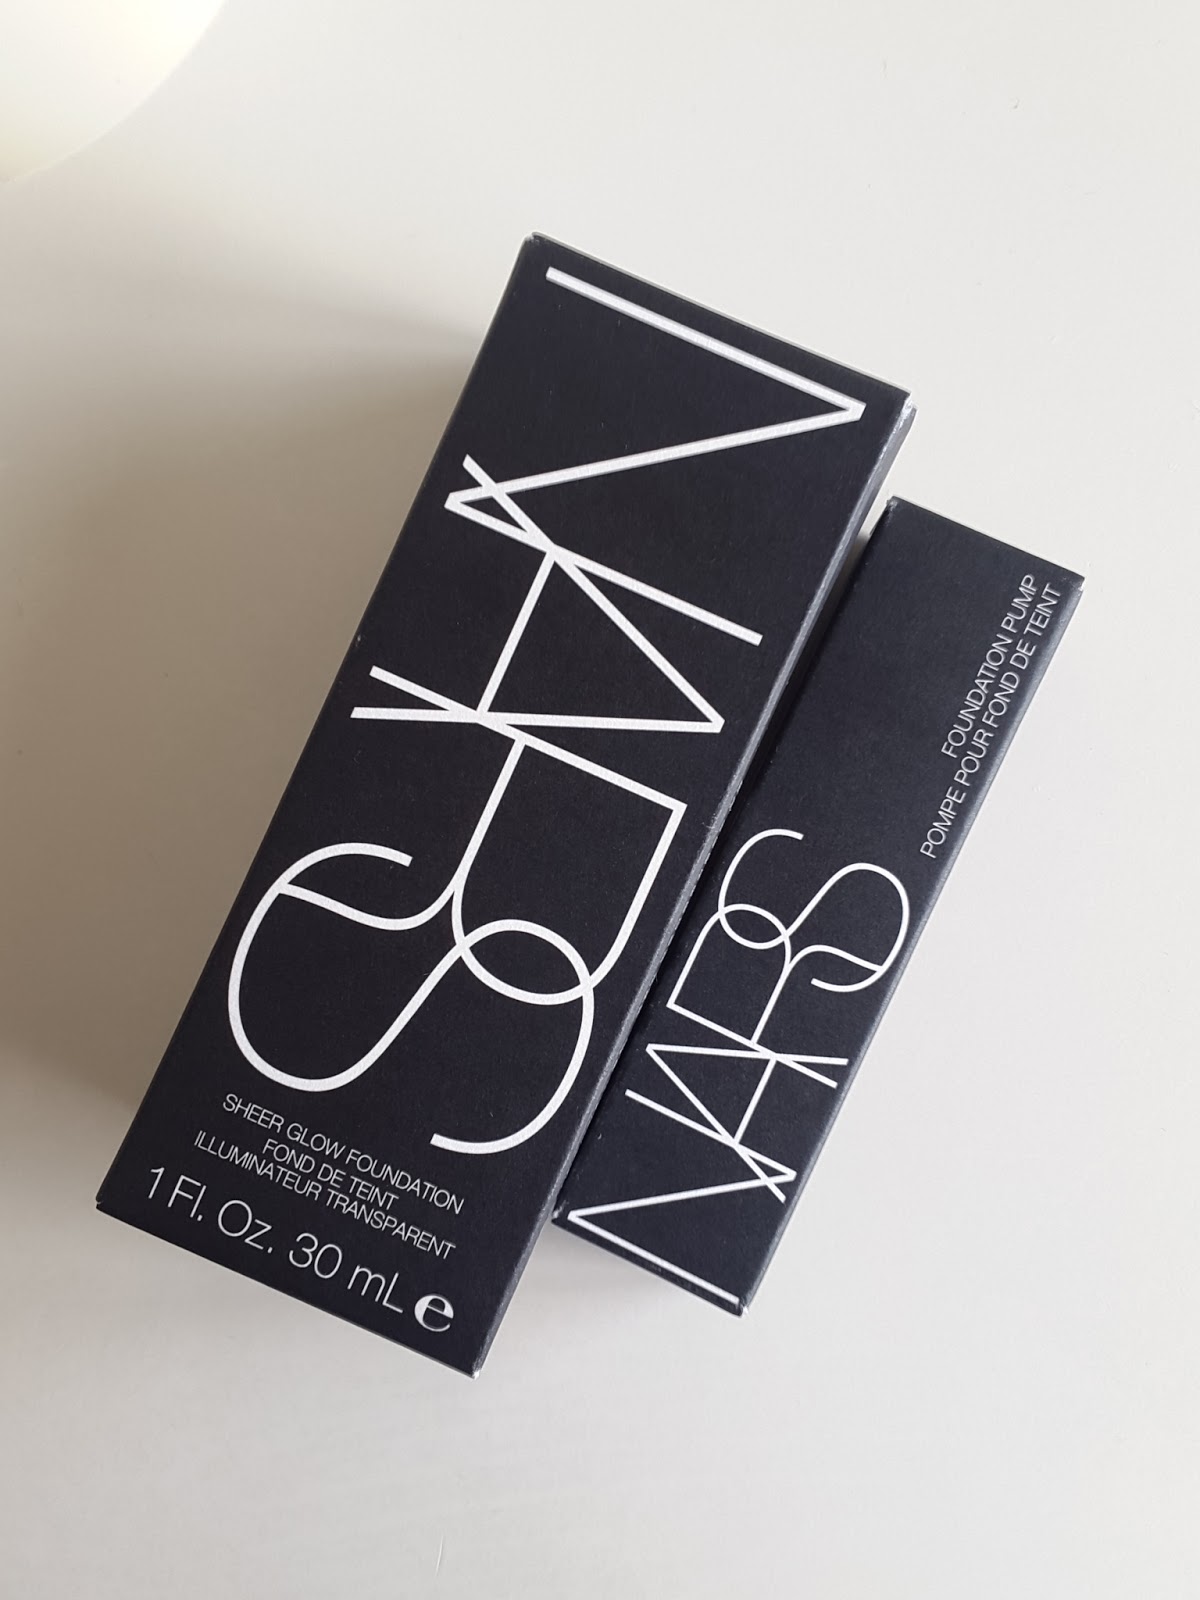 NARS
SHEER GLOW FOUNDATION
FOND DE TEINT
ILLUMINATEUR TRANSPARENT
1 Fl. Oz. 30 mL e
NARS
FOUNDATION PUMP
POMPE POUR FOND DE TEINT